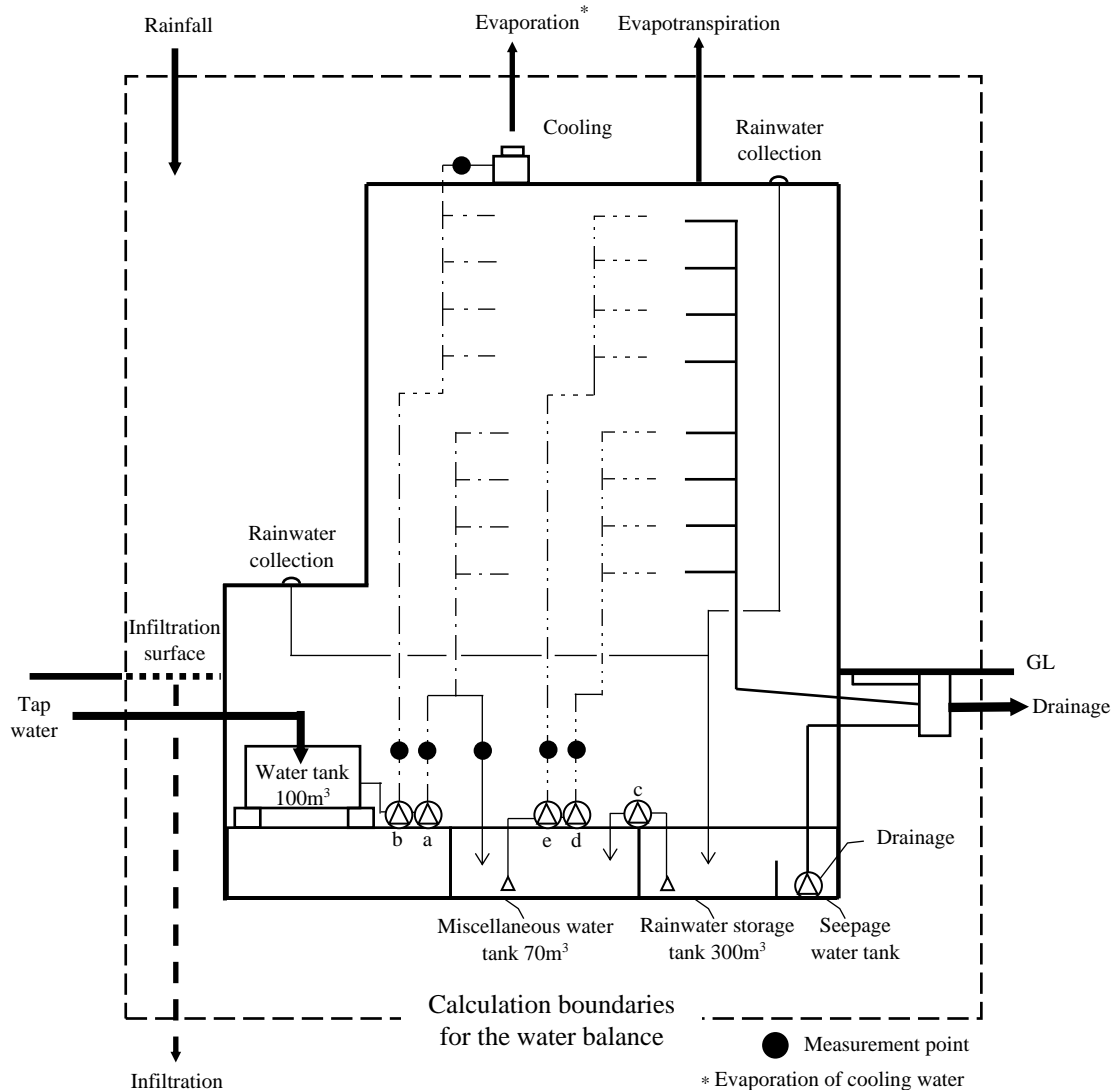 Rainfall
Evaporation*
Evapotranspiration
Cooling
Rainwater
collection
Rainwater
collection
Infiltration
surface
GL
Tap
water
Drainage
Water tank
100m³
c
b
a
e
d
Drainage
Miscellaneous water
tank 70m³
Rainwater storage
tank 300m³
Seepage
water tank
Calculation boundaries
for the water balance
Measurement point
Infiltration
* Evaporation of cooling water